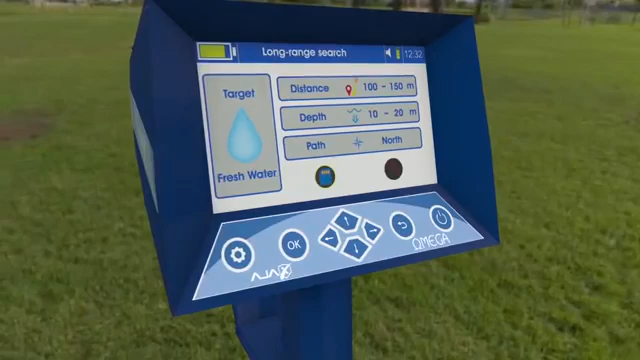 Long-range search
12:32
Target
Fresh Water
Distance 100 - 150 m
Depth 10 - 20 m
Path North
OK
AJAX
OMEGA